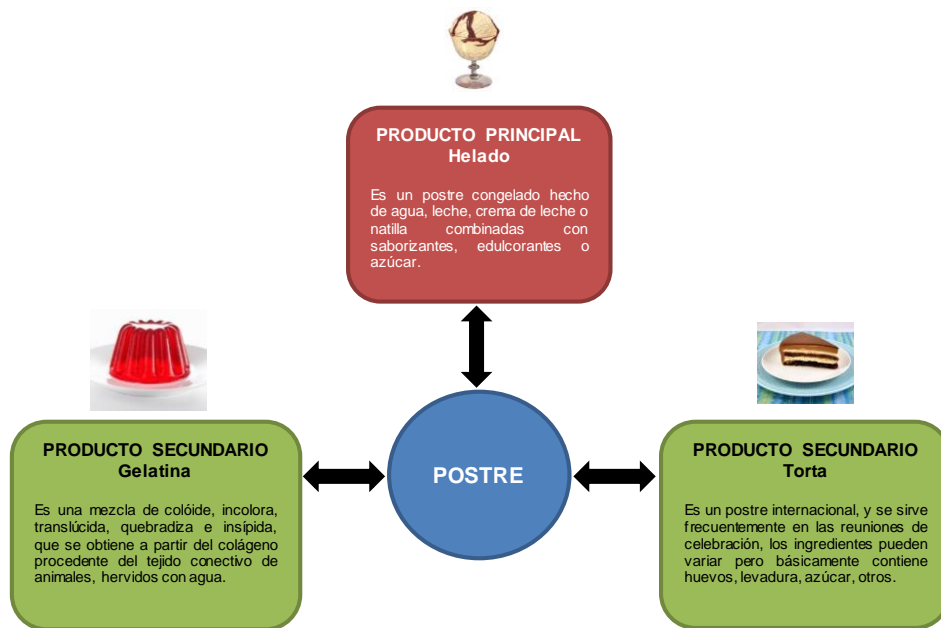 PRODUCTO PRINCIPAL
Helado
Es un postre congelado hecho
de agua, leche, crema de leche o
natilla combinadas con
saborizantes, edulcorantes o
azúcar.
PRODUCTO SECUNDARIO
Gelatina
Es una mezcla de colóide, incolora,
translúcida, quebradiza e insípida,
que se obtiene a partir del colágeno
procedente del tejido conectivo de
animales, hervidos con agua.
POSTRE
PRODUCTO SECUNDARIO
Torta
Es un postre internacional, y se sirve
frecuentemente en las reuniones de
celebración, los ingredientes pueden
variar pero básicamente contiene
huevos, levadura, azúcar, otros.